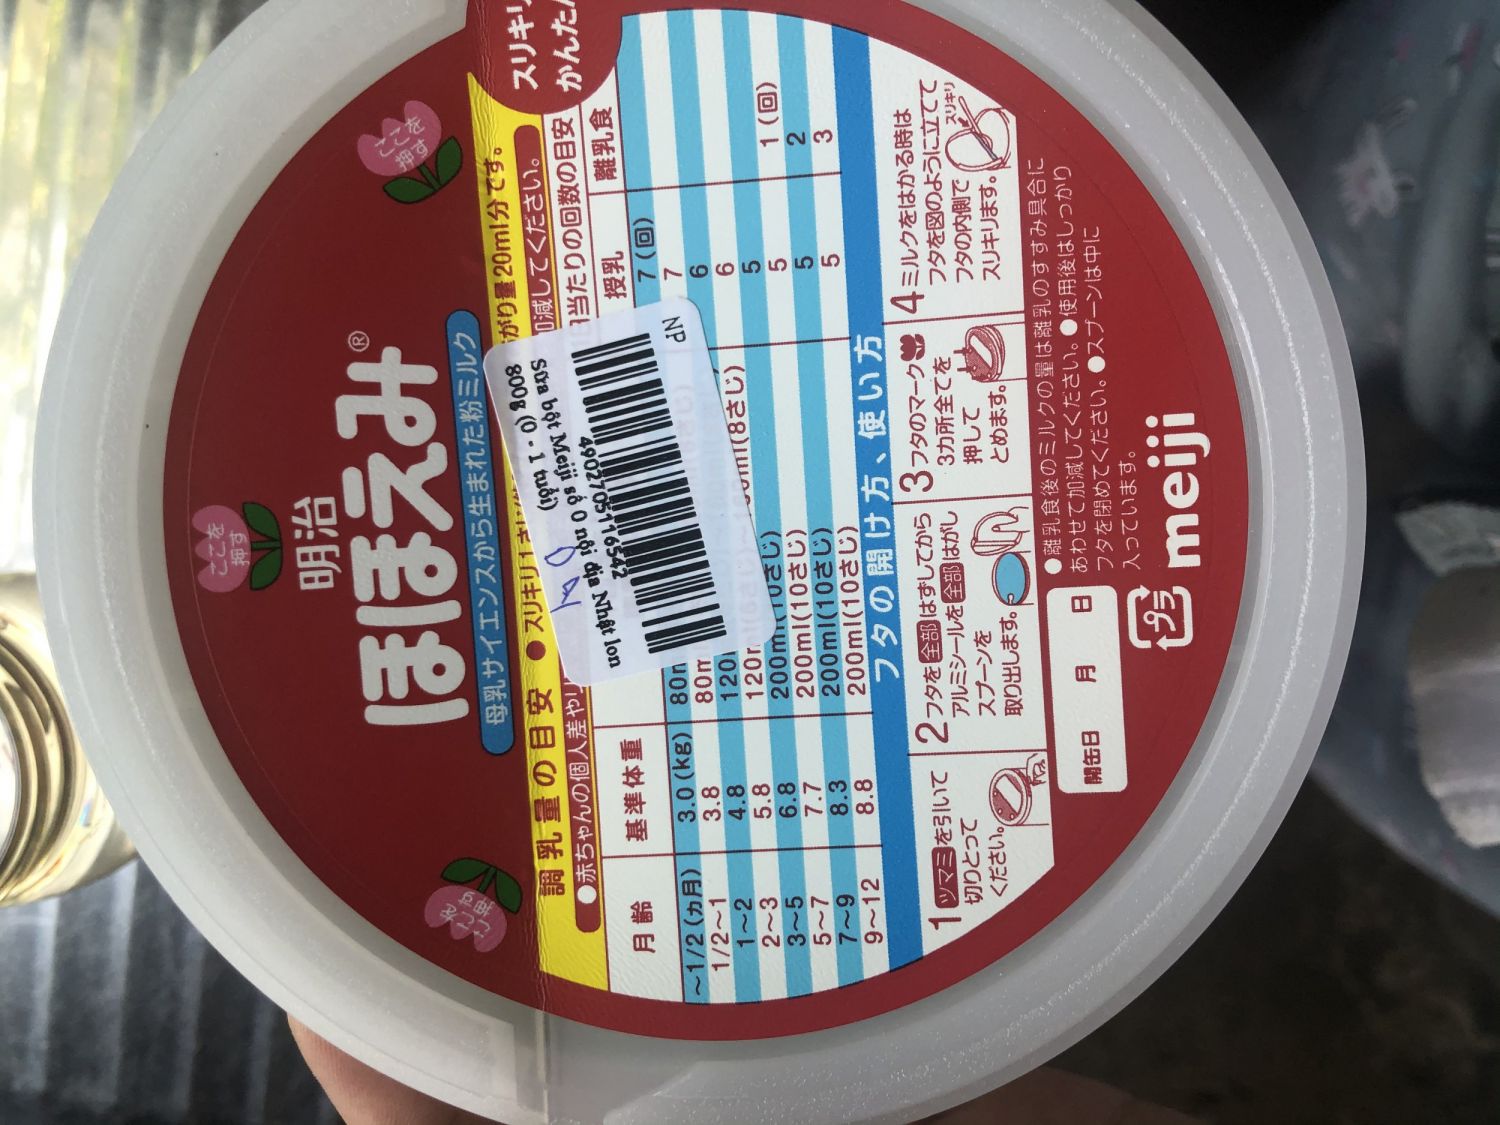 スリキリ
かんたん
ここを
押す
ここを
押す
ここを
押す
明治
ほほえみ®
母乳サイエンスから生まれた粉ミルク
調乳量の目安
●スリキリ1さじ
がり量20ml分です。
●赤ちゃんの個人差や
加減してください。
当たりの回数の目安
月齢 基準体重 授乳 離乳食
~1/2(カ月) 3.0(kg) 80m 7(回)
1/2~1 3.8 80m 7
1~2 4.8 120 6
2~3 5.8 120 6
3~5 6.8 200ml(10さじ) 5
5~7 7.7 200ml(10さじ) 5 1(回)
7~9 8.3 200ml(10さじ) 5 2
9~12 8.8 200ml(10さじ) 5 3
(8さじ)
Sữa bột Meiji số 0 nội địa Nhật lon
800g (0 - 1 tuổi)
4902705116542
NP
フタの開け方、使い方
1 ツマミを引いて
切りとって
ください。
2 フタを全部はずしてから
アルミシールを全部はがし
スプーンを
取り出します。
3 フタのマーク
3カ所全てを
押して
とめます。
4 ミルクをはかる時は
フタを図のように立てて
フタの内側で
スリキリます。
スリキリ
開缶日 月 日
●離乳食後のミルクの量は離乳のすすみ具合に
あわせて加減してください。●使用後はしっかり
フタを閉めてください。●スプーンは中に
入っています。
プラ
meiji